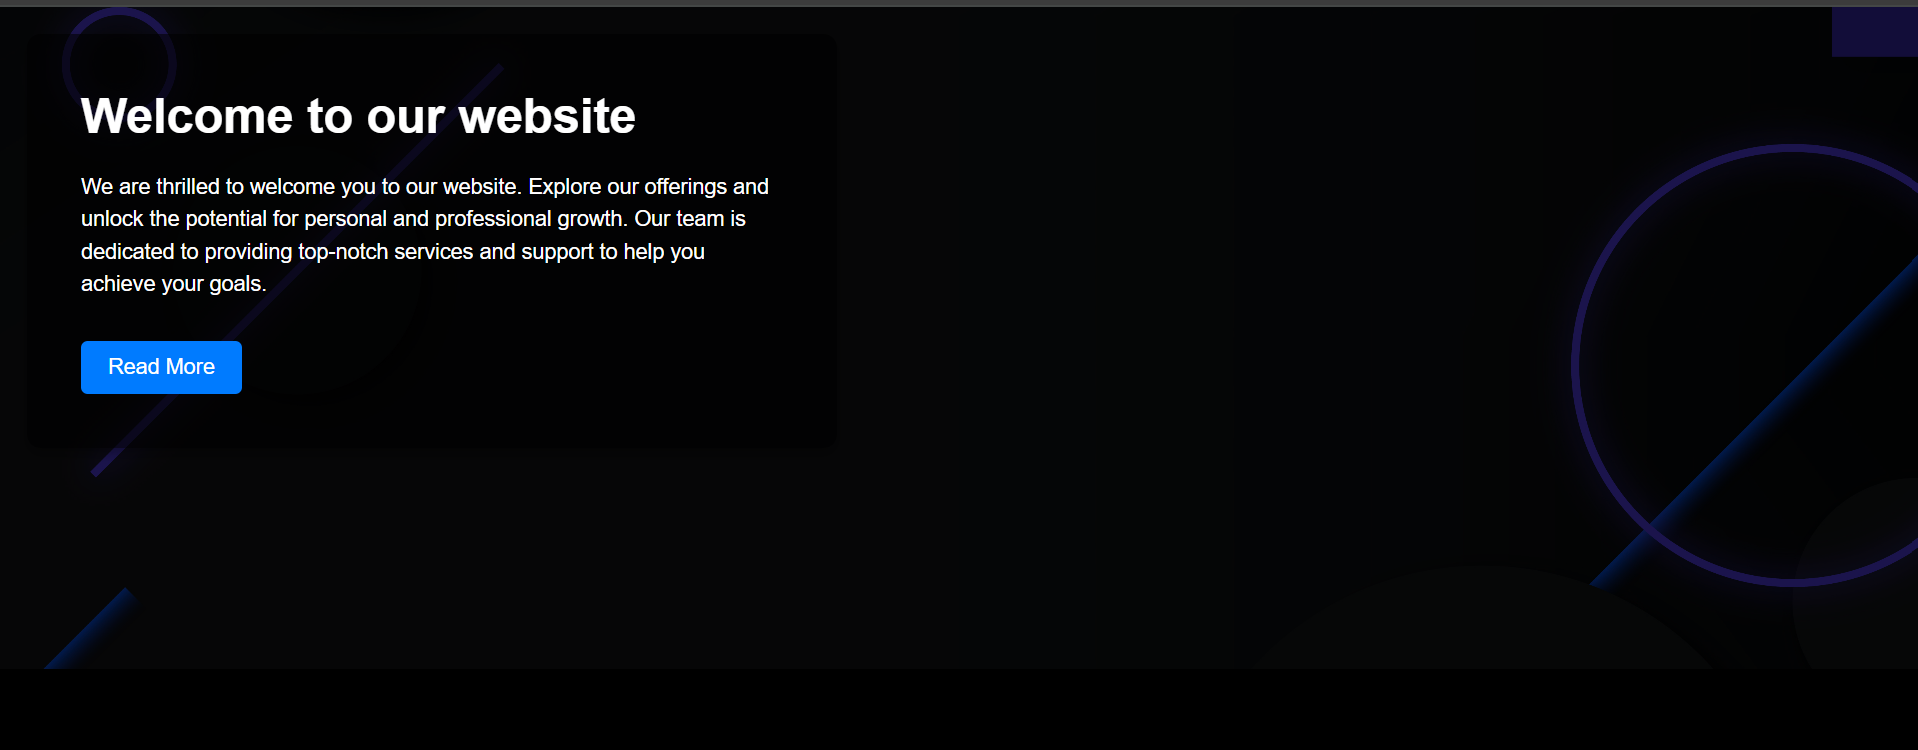 Welcome to our website
We are thrilled to welcome you to our website. Explore our offerings and
unlock the potential for personal and professional growth. Our team is
dedicated to providing top-notch services and support to help you
achieve your goals.
Read More